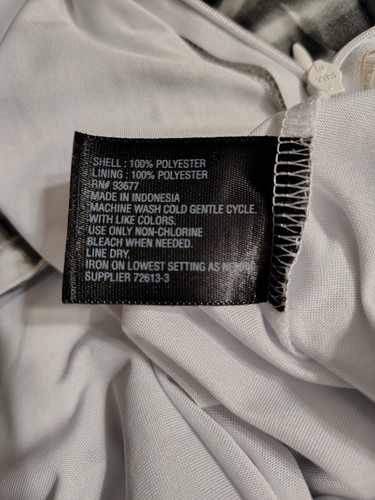 SHELL : 100% POLYESTER
LINING : 100% POLYESTER
RN# 93677
MADE IN INDONESIA
MACHINE WASH COLD GENTLE CYCLE.
WITH LIKE COLORS.
USE ONLY NON-CHLORINE
BLEACH WHEN NEEDED.
LINE DRY.
IRON ON LOWEST SETTING AS
SUPPLIER 72613-3